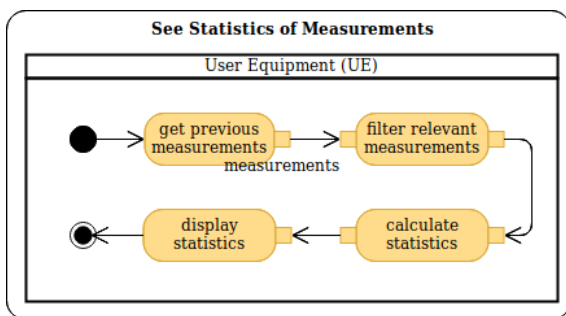 See Statistics of Measurements
User Equipment (UE)
get previous
measurements
measurements
filter relevant
measurements
display
statistics
calculate
statistics